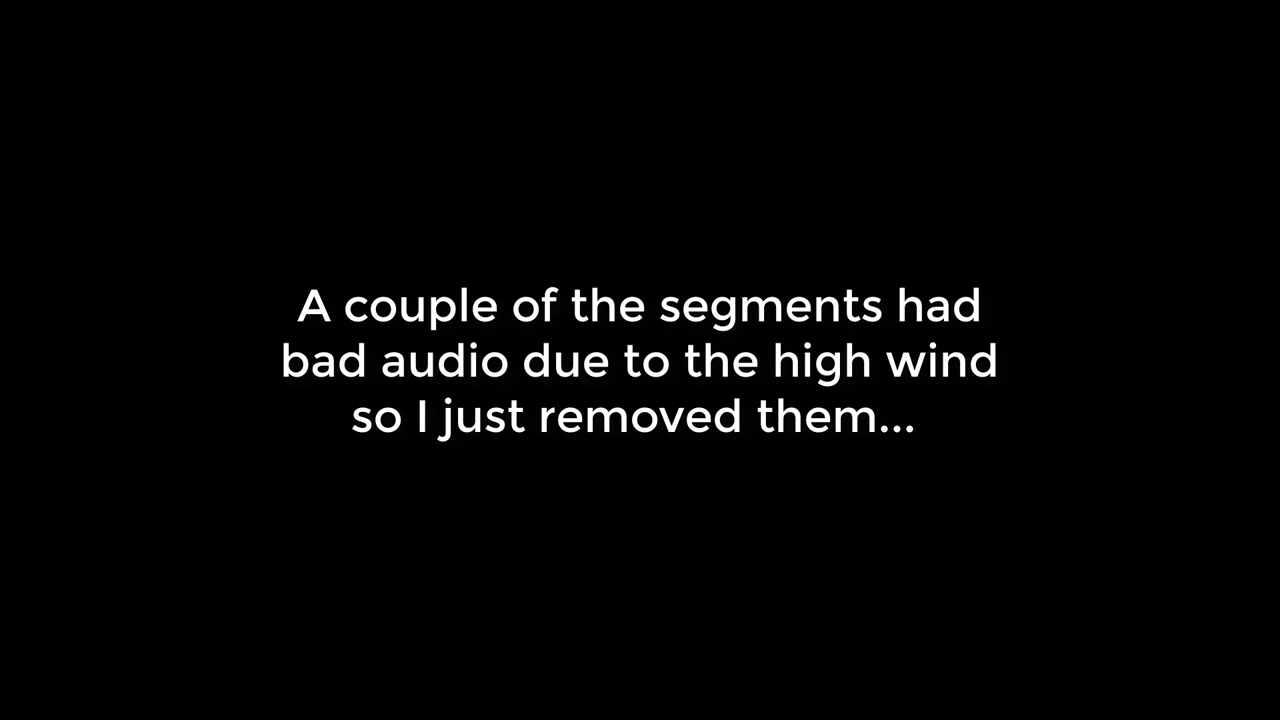 A couple of the segments had
bad audio due to the high wind
so I just removed them...